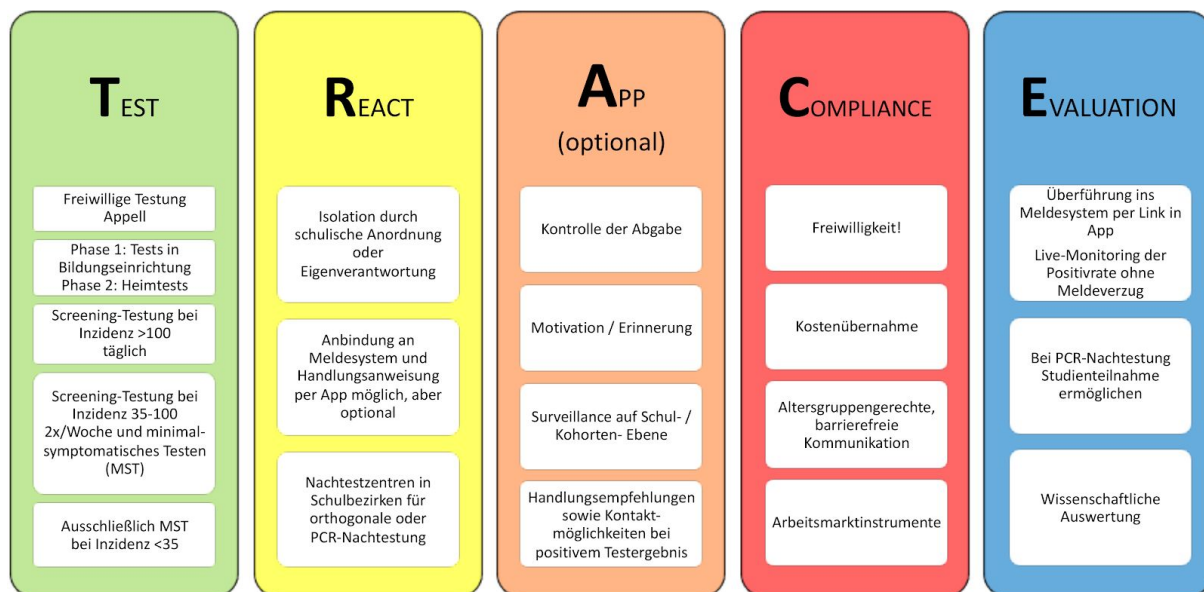 TEST
Freiwillige Testung
Appell
Phase 1: Tests in
Bildungseinrichtung
Phase 2: Heimtests
Screening-Testung bei
Inzidenz >100
täglich
Screening-Testung bei
Inzidenz 35-100
2x/Woche und minimal-
symptomatisches Testen
(MST)
Ausschließlich MST
bei Inzidenz <35
REACT
Isolation durch
schulische Anordnung
oder
Eigenverantwortung
Anbindung an
Meldesystem und
Handlungsanweisung
per App möglich, aber
optional
Nachtestzentren in
Schulbezirken für
orthogonale oder
PCR-Nachtestung
APP
(optional)
Kontrolle der Abgabe
Motivation / Erinnerung
Surveillance auf Schul- /
Kohorten- Ebene
Handlungsempfehlungen
sowie Kontakt-
möglichkeiten bei
positivem Testergebnis
COMPLIANCE
Freiwilligkeit!
Kostenübernahme
Altersgruppengerechte,
barrierefreie
Kommunikation
Arbeitsmarktinstrumente
EVALUATION
Überführung ins
Meldesystem per Link in
App
Live-Monitoring der
Positivrate ohne
Meldeverzug
Bei PCR-Nachtestung
Studienteilnahme
ermöglichen
Wissenschaftliche
Auswertung